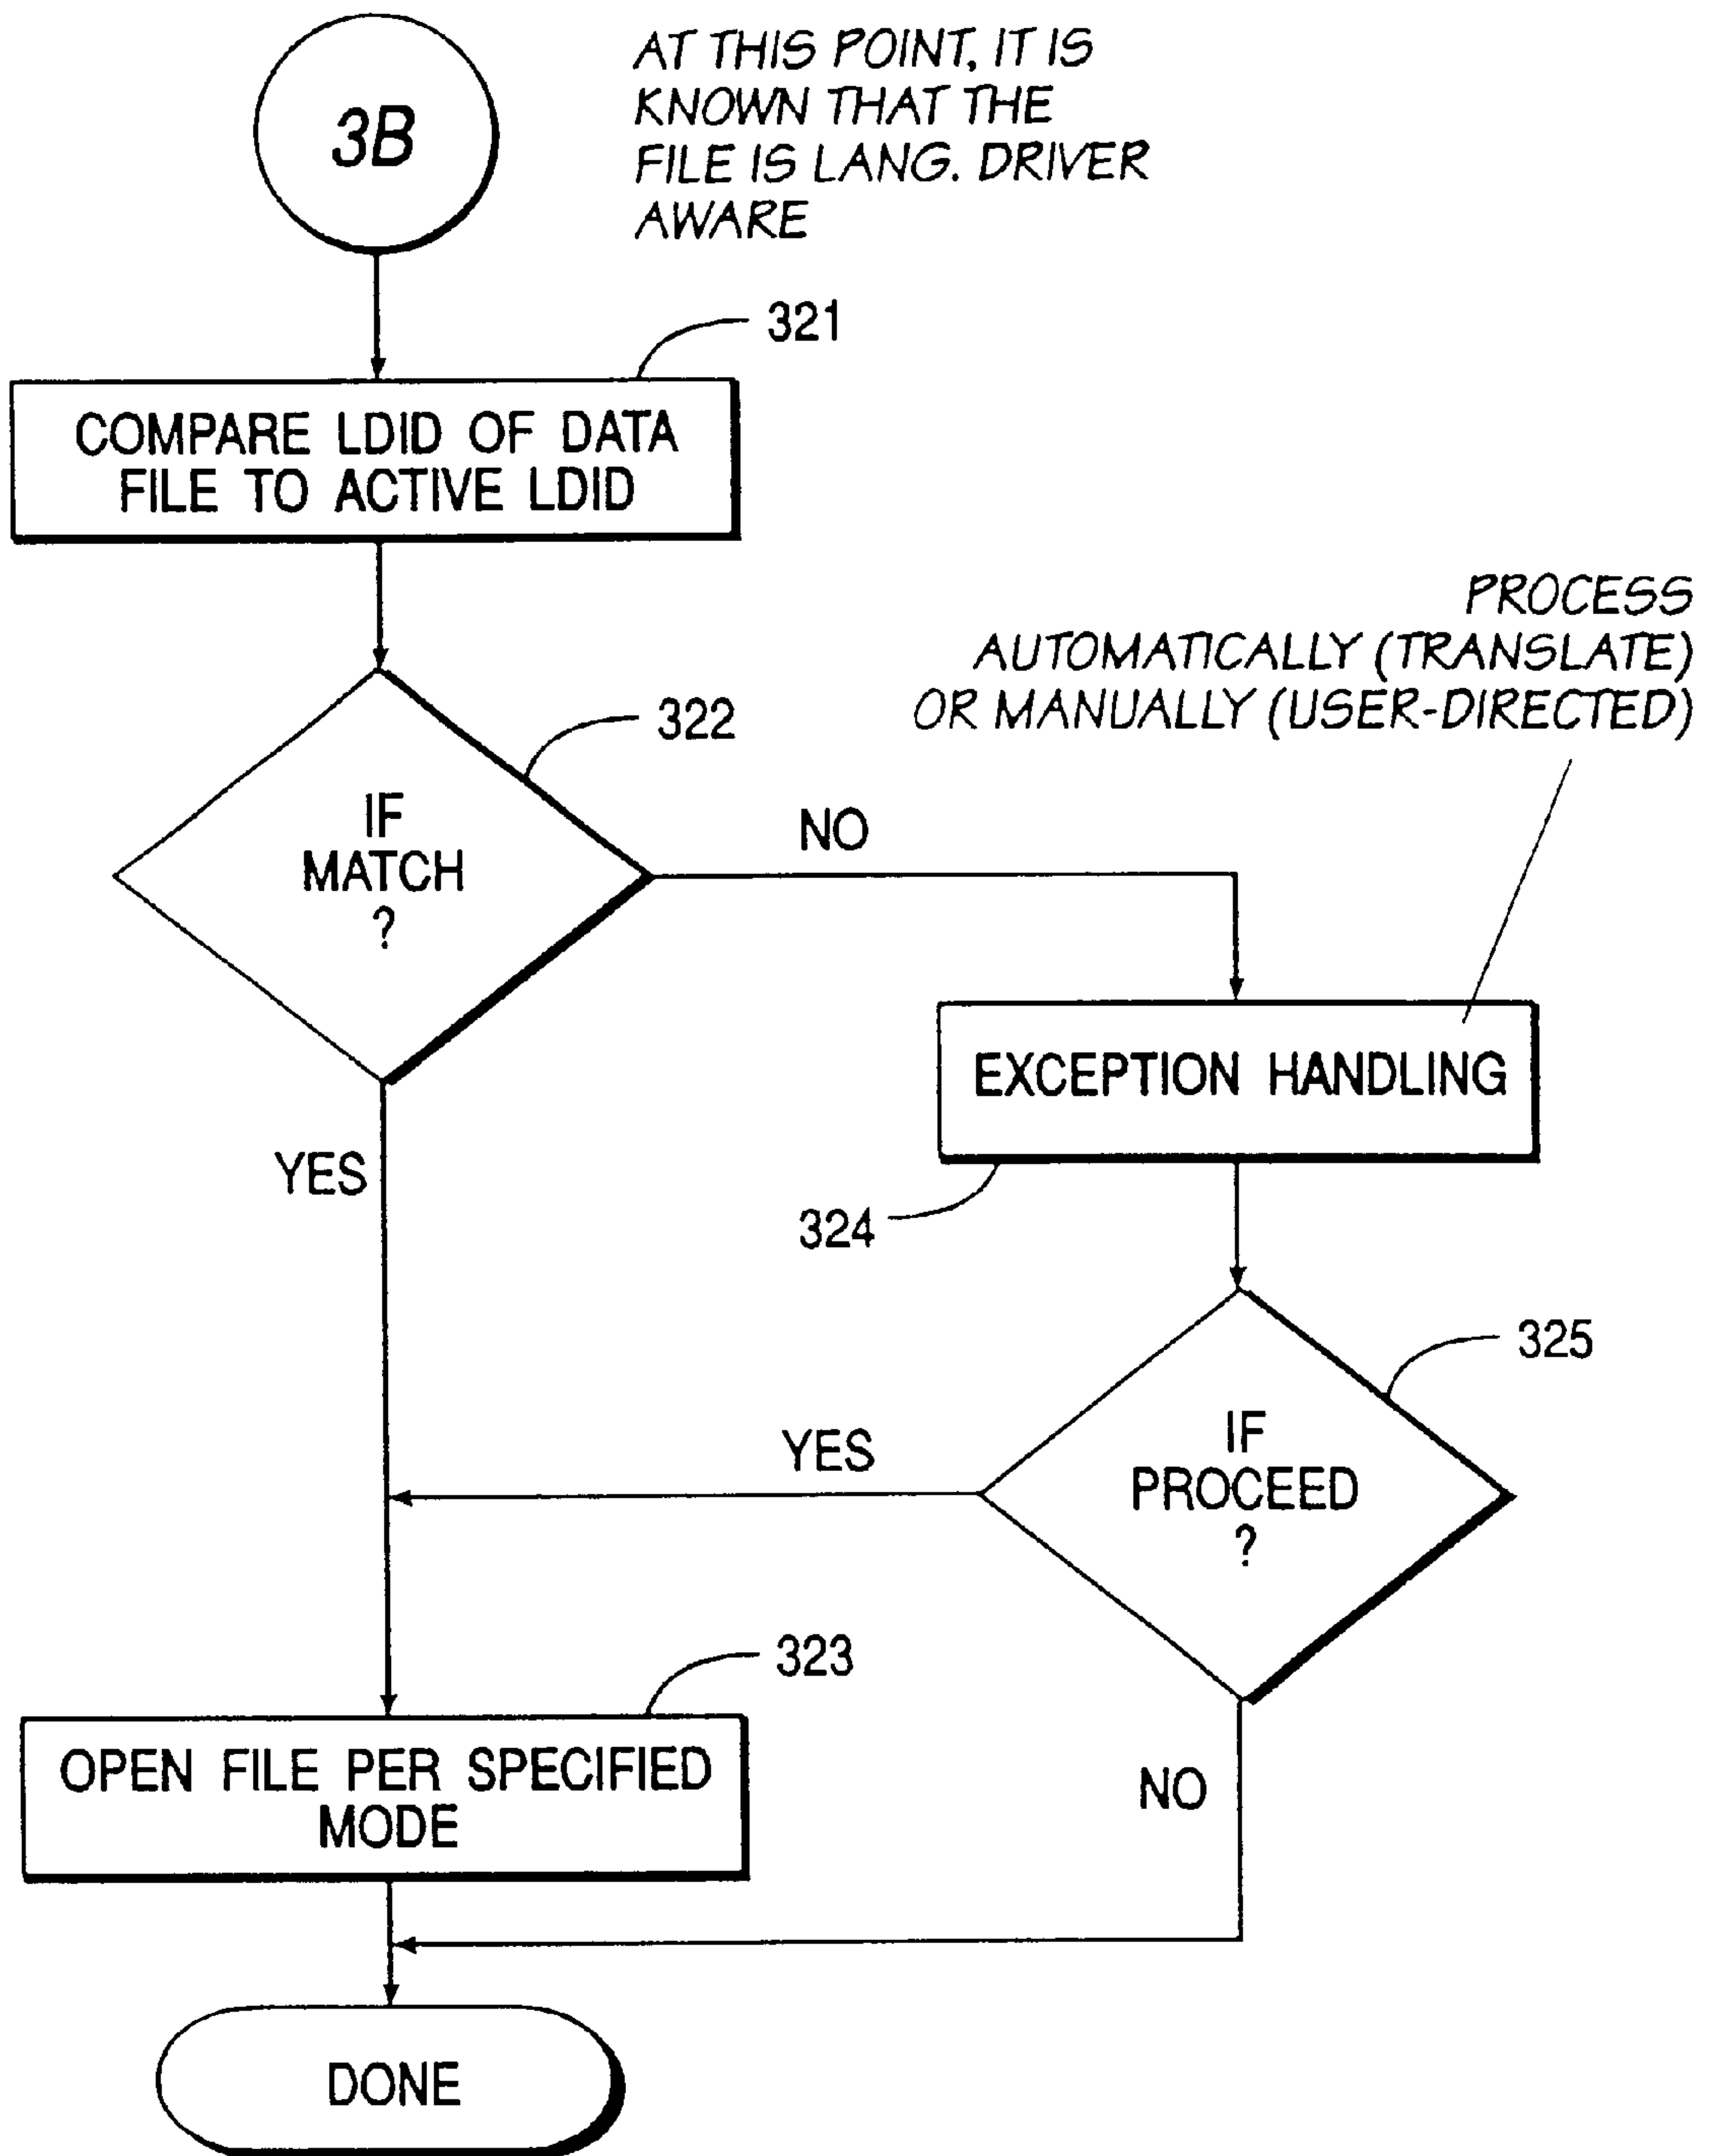 3B
AT THIS POINT, IT IS
KNOWN THAT THE
FILE IS LANG. DRIVER
AWARE
321
COMPARE LDID OF DATA
FILE TO ACTIVE LDID
PROCESS
AUTOMATICALLY (TRANSLATE)
OR MANUALLY (USER-DIRECTED)
322
IF
MATCH
?
NO
EXCEPTION HANDLING
YES
324
325
IF
PROCEED
?
YES
323
OPEN FILE PER SPECIFIED
MODE
NO
DONE